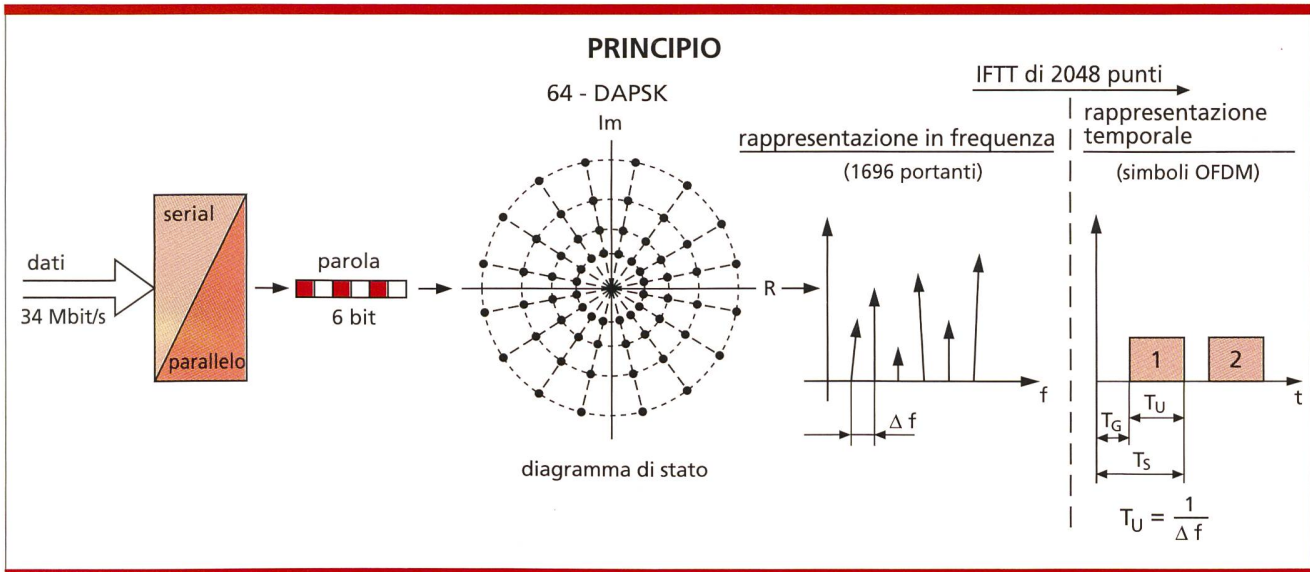 PRINCIPIO
64 - DAPSK
Im
R
diagramma di stato
dati
34 Mbit/s
serial
parallelo
parola
6 bit
rappresentazione in frequenza
(1696 portanti)
f
Δ f
IFTT di 2048 punti
rappresentazione
temporale
(simboli OFDM)
1
2
t
TU
TG
TS
TU = 1
Δ f